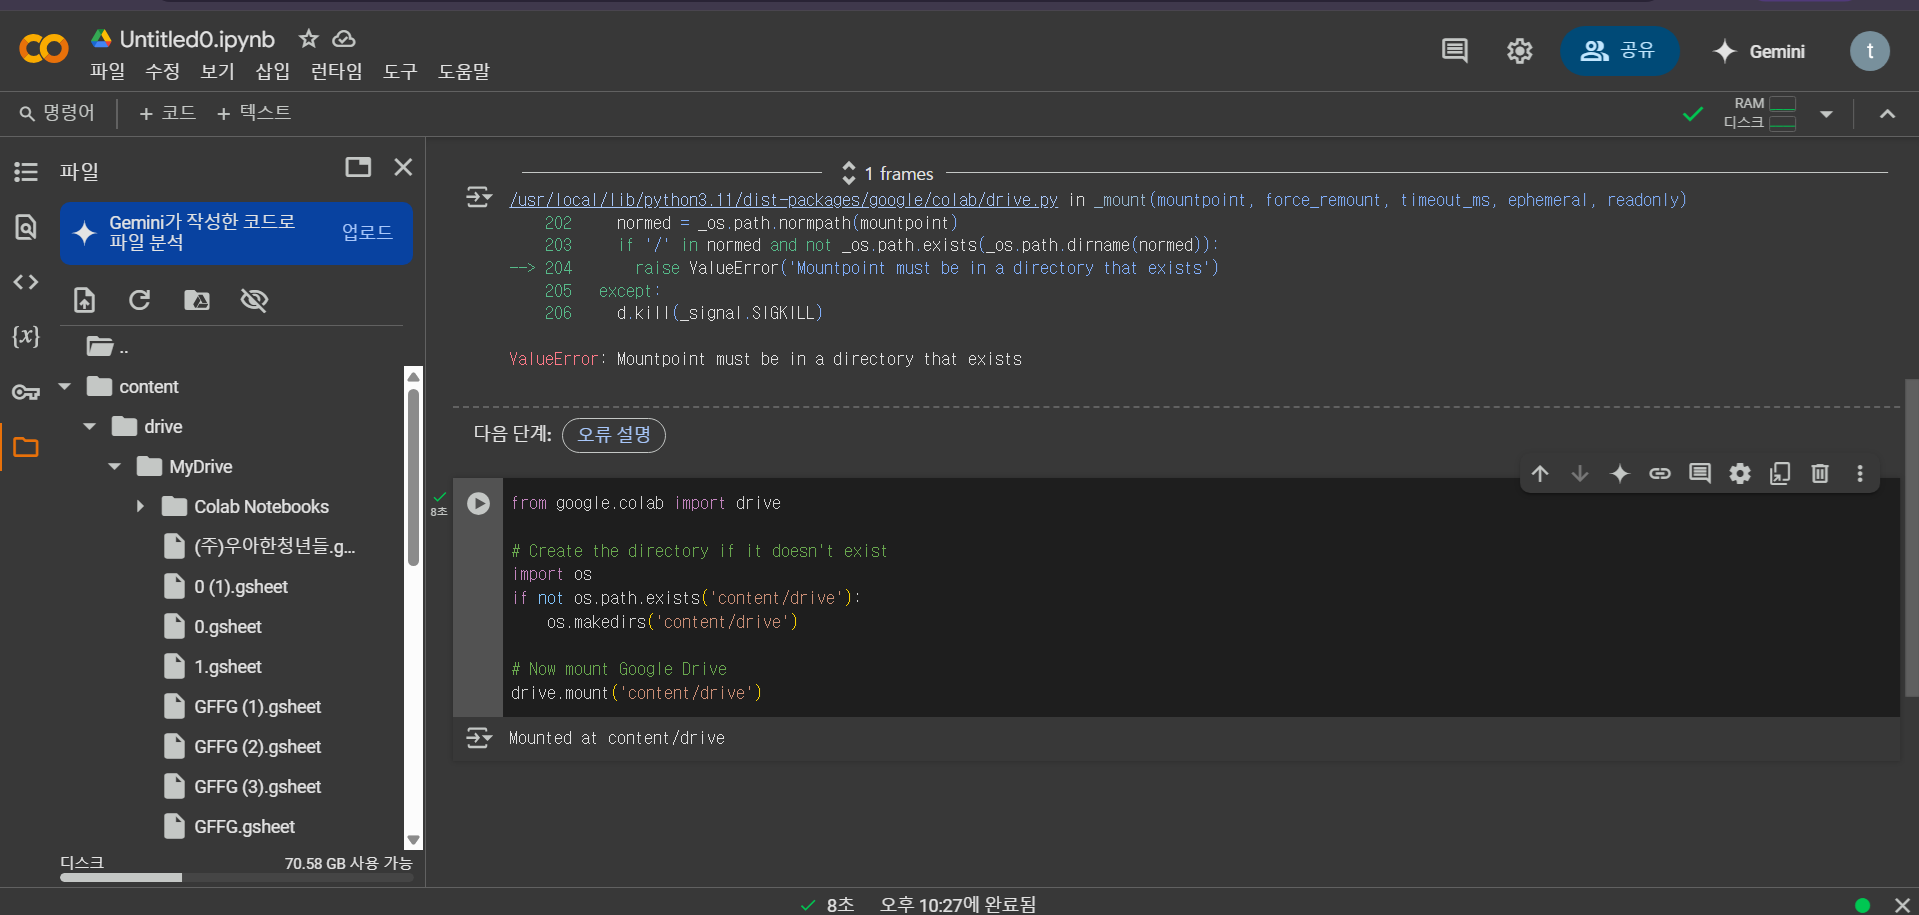 Untitled0.ipynb
파일 수정 보기 삽입 런타임 도구 도움말
공유
Gemini
t
명령어 + 코드 + 텍스트
RAM
디스크
파일
Gemini가 작성한 코드로
파일 분석
업로드
{x}
..
content
drive
MyDrive
Colab Notebooks
(주)우아한청년들.g...
0 (1).gsheet
0.gsheet
1.gsheet
GFFG (1).gsheet
GFFG (2).gsheet
GFFG (3).gsheet
GFFG.gsheet
디스크 70.58 GB 사용 가능
1 frames
/usr/local/lib/python3.11/dist-packages/google/colab/drive.py in _mount(mountpoint, force_remount, timeout_ms, ephemeral, readonly)
202 normed = _os.path.normpath(mountpoint)
203 if '/' in normed and not _os.path.exists(_os.path.dirname(normed)):
--> 204 raise ValueError('Mountpoint must be in a directory that exists')
205 except:
206 d.kill(_signal.SIGKILL)
ValueError: Mountpoint must be in a directory that exists
다음 단계: 오류 설명
8초
from google.colab import drive
# Create the directory if it doesn't exist
import os
if not os.path.exists('content/drive'):
os.makedirs('content/drive')
# Now mount Google Drive
drive.mount('content/drive')
Mounted at content/drive
8초 오후 10:27에 완료됨